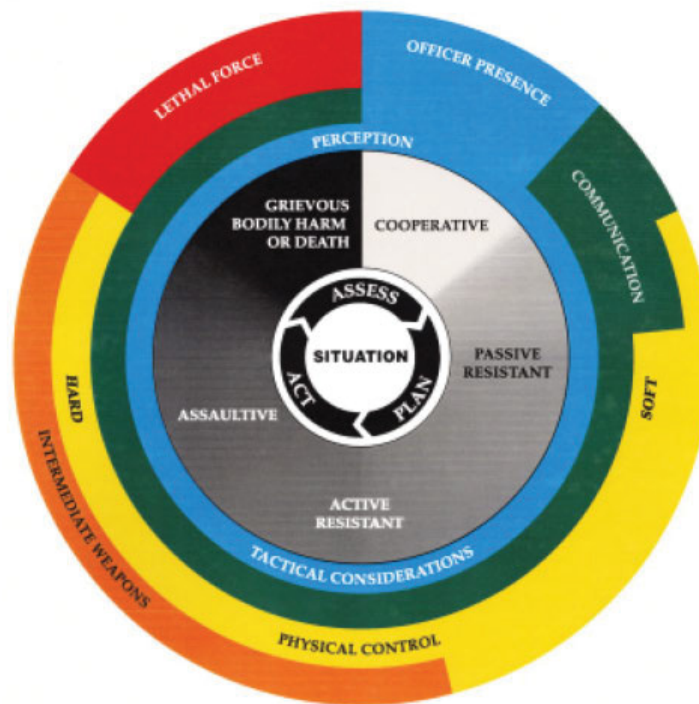 LETHAL FORCE
OFFICER PRESENCE
PERCEPTION
COMMUNICATION
GRIEVOUS
BODILY HARM
OR DEATH
COOPERATIVE
ASSESS
SITUATION
PASSIVE
RESISTANT
ACT
PLAN
HARD
SOFT
ASSAULTIVE
INTERMEDIATE WEAPONS
ACTIVE
RESISTANT
TACTICAL CONSIDERATIONS
PHYSICAL CONTROL